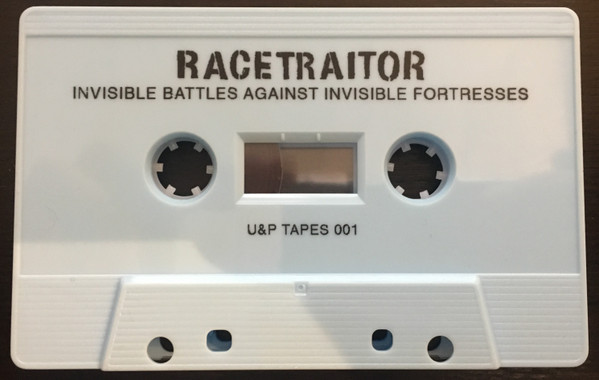 RACETRAITOR
INVISIBLE BATTLES AGAINST INVISIBLE FORTRESSES
U&P TAPES 001